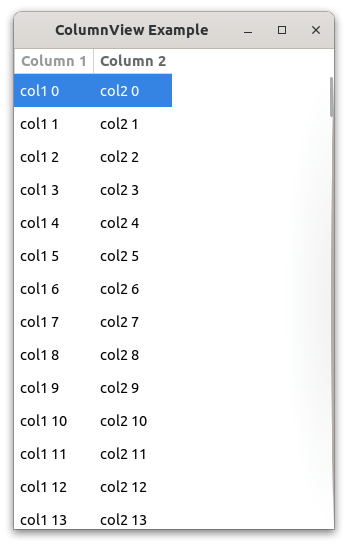 ColumnView Example
Column 1 Column 2
col1 0 col2 0
col1 1 col2 1
col1 2 col2 2
col1 3 col2 3
col1 4 col2 4
col1 5 col2 5
col1 6 col2 6
col1 7 col2 7
col1 8 col2 8
col1 9 col2 9
col1 10 col2 10
col1 11 col2 11
col1 12 col2 12
col1 13 col2 13